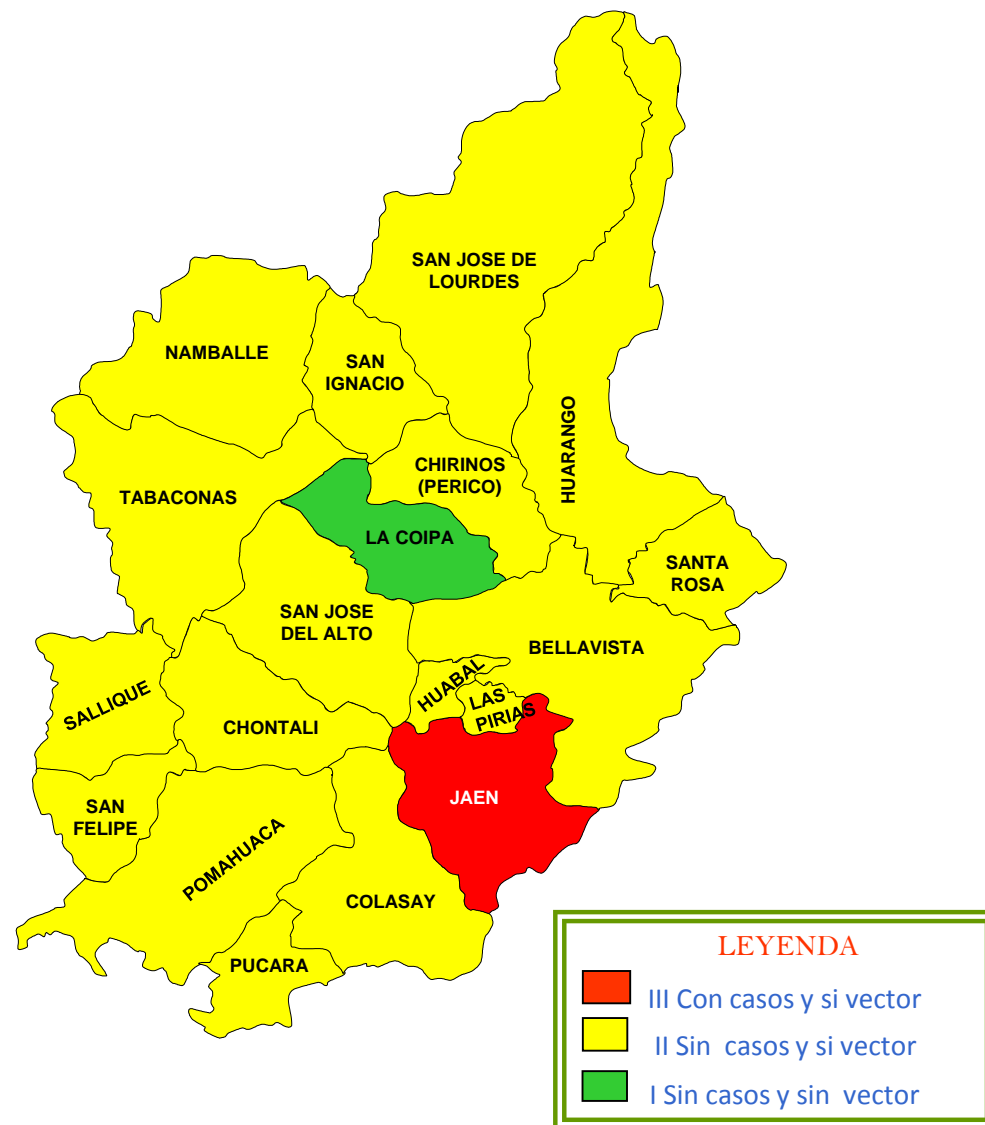 SAN JOSE DE
LOURDES
NAMBALLE
SAN
IGNACIO
HUARANGO
CHIRINOS
(PERICO)
TABACONAS
LA COIPA
SANTA
ROSA
SAN JOSE
DEL ALTO
BELLAVISTA
HUABAL
SALLIQUE
LAS
PIRIAS
CHONTALI
JAEN
SAN
FELIPE
POMAHUACA
COLASAY
PUCARA
LEYENDA
III Con casos y si vector
II Sin casos y si vector
I Sin casos y sin vector